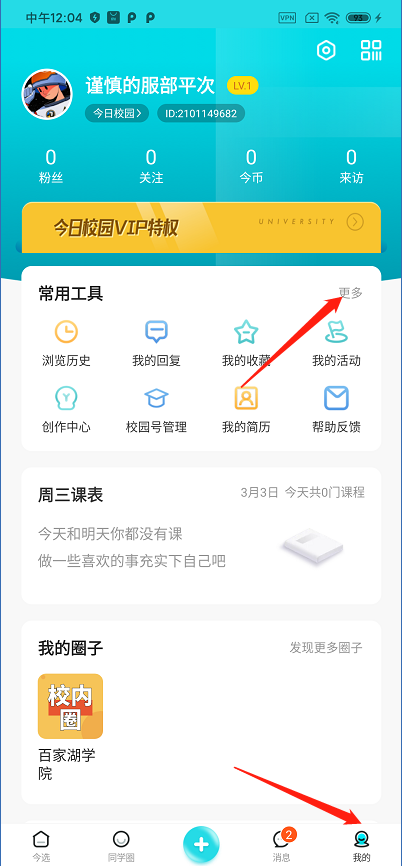 中午12:04
VPN
93
谨慎的服部平次 LV.1
今日校园 ID:2101149682
0 0 0 0
粉丝 关注 今币 来访
今日校园VIP特权 UNIVERSITY
常用工具 更多
浏览历史 我的回复 我的收藏 我的活动
创作中心 校园号管理 我的简历 帮助反馈
周三课表 3月3日 今天共0门课程
今天和明天你都没有课
做一些喜欢的事充实下自己吧
我的圈子 发现更多圈子
校内
圈
百家湖学
院
2
今选 同学圈 消息 我的